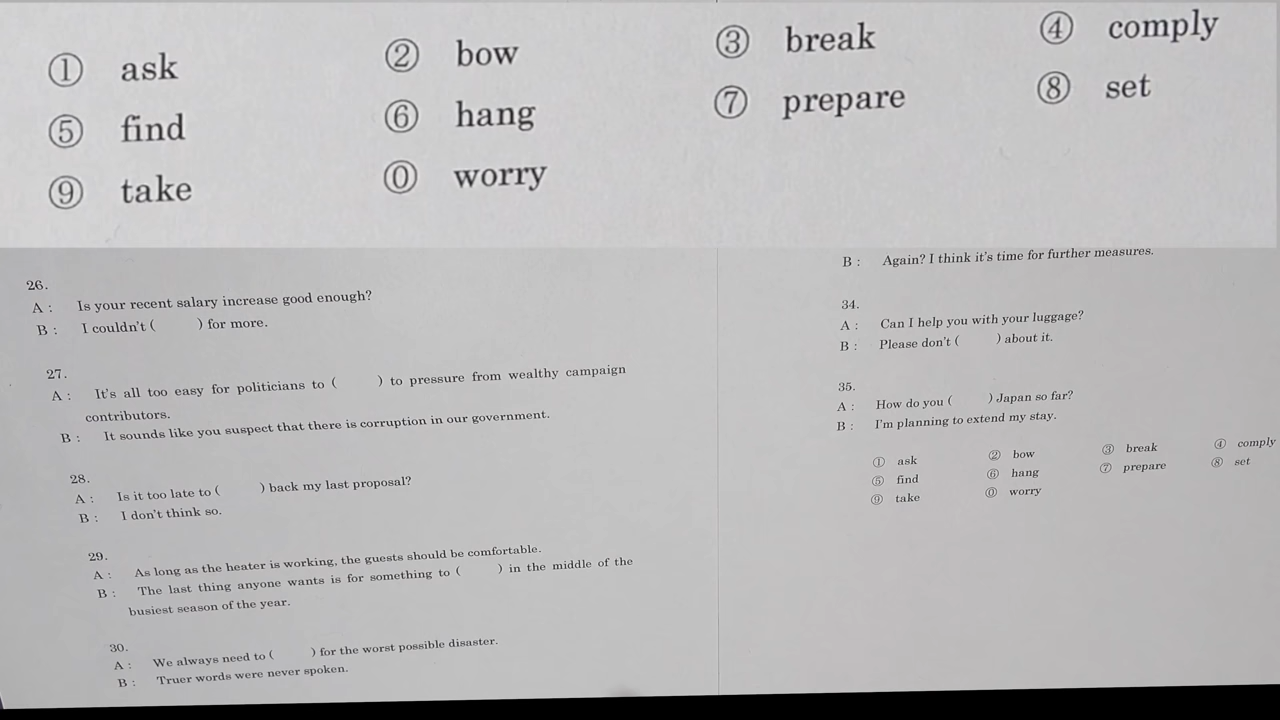 ① ask ② bow ③ break ④ comply
⑤ find ⑥ hang ⑦ prepare ⑧ set
⑨ take ⓪ worry
26.
A : Is your recent salary increase good enough?
B : I couldn't ( ) for more.
27.
A : It's all too easy for politicians to ( ) to pressure from wealthy campaign
contributors.
B : It sounds like you suspect that there is corruption in our government.
28.
A : Is it too late to ( ) back my last proposal?
B : I don't think so.
29.
A : As long as the heater is working, the guests should be comfortable.
B : The last thing anyone wants is for something to ( ) in the middle of the
busiest season of the year.
30.
A : We always need to ( ) for the worst possible disaster.
B : Truer words were never spoken.
B : Again? I think it's time for further measures.
34.
A : Can I help you with your luggage?
B : Please don't ( ) about it.
35.
A : How do you ( ) Japan so far?
B : I'm planning to extend my stay.
① ask ② bow ③ break ④ comply
⑤ find ⑥ hang ⑦ prepare ⑧ set
⑨ take ⓪ worry